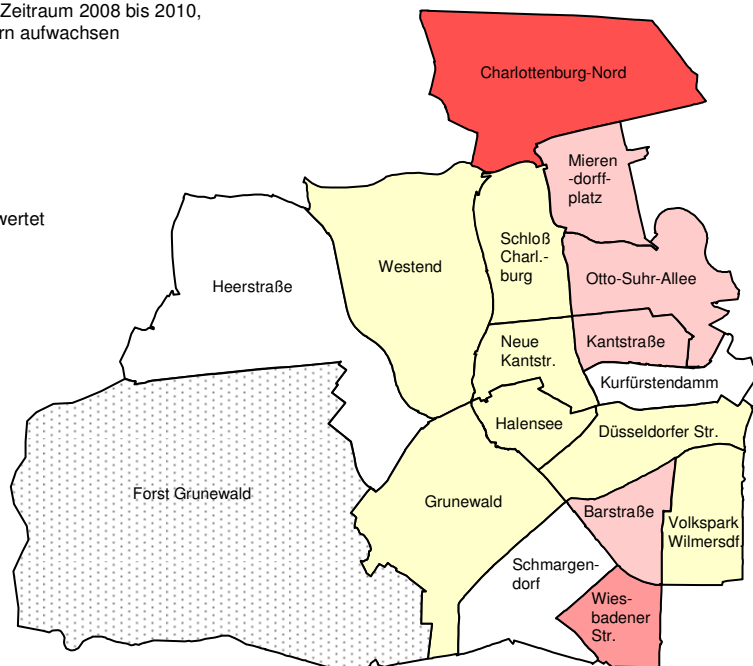 Zeitraum 2008 bis 2010,
rn aufwachsen
Charlottenburg-Nord
Mieren
-dorff-
platz
wertet
Schloß
Charl.-
burg
Westend
Heerstraße
Otto-Suhr-Allee
Neue
Kantstr.
Kantstraße
Kurfürstendamm
Halensee
Düsseldorfer Str.
Forst Grunewald
Grunewald
Barstraße
Volkspark
Wilmersdf.
Schmargen-
dorf
Wies-
badener
Str.